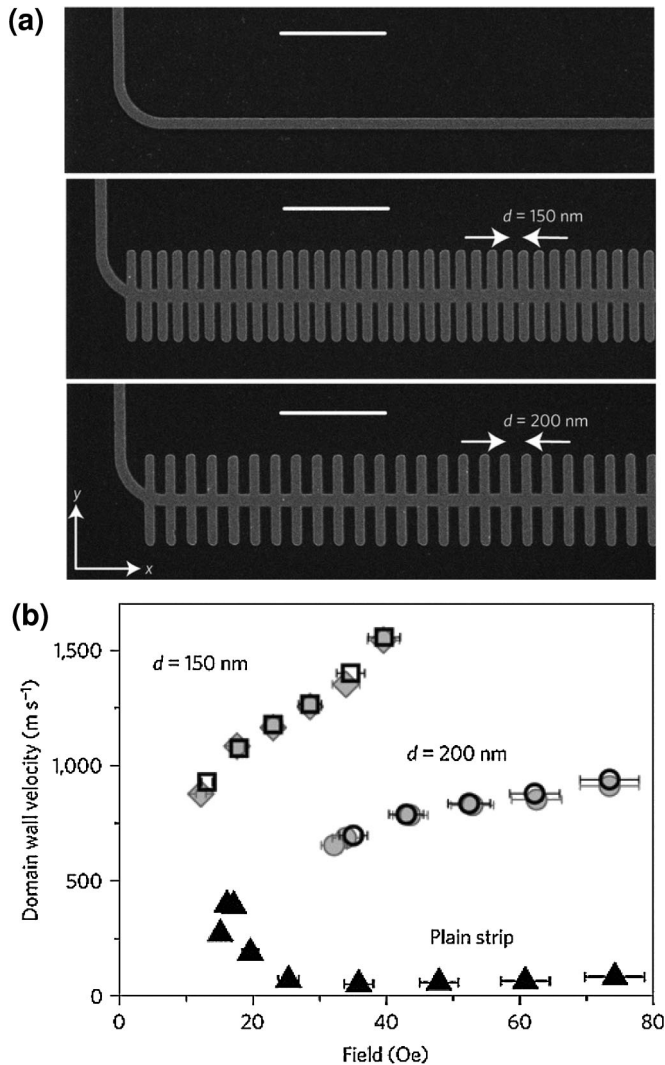 (a)
d = 150 nm
d = 200 nm
y
x
(b)
1,500
1,000
500
0
Domain wall velocity (m s⁻¹)
d = 150 nm
d = 200 nm
Plain strip
0
20
40
60
80
Field (Oe)